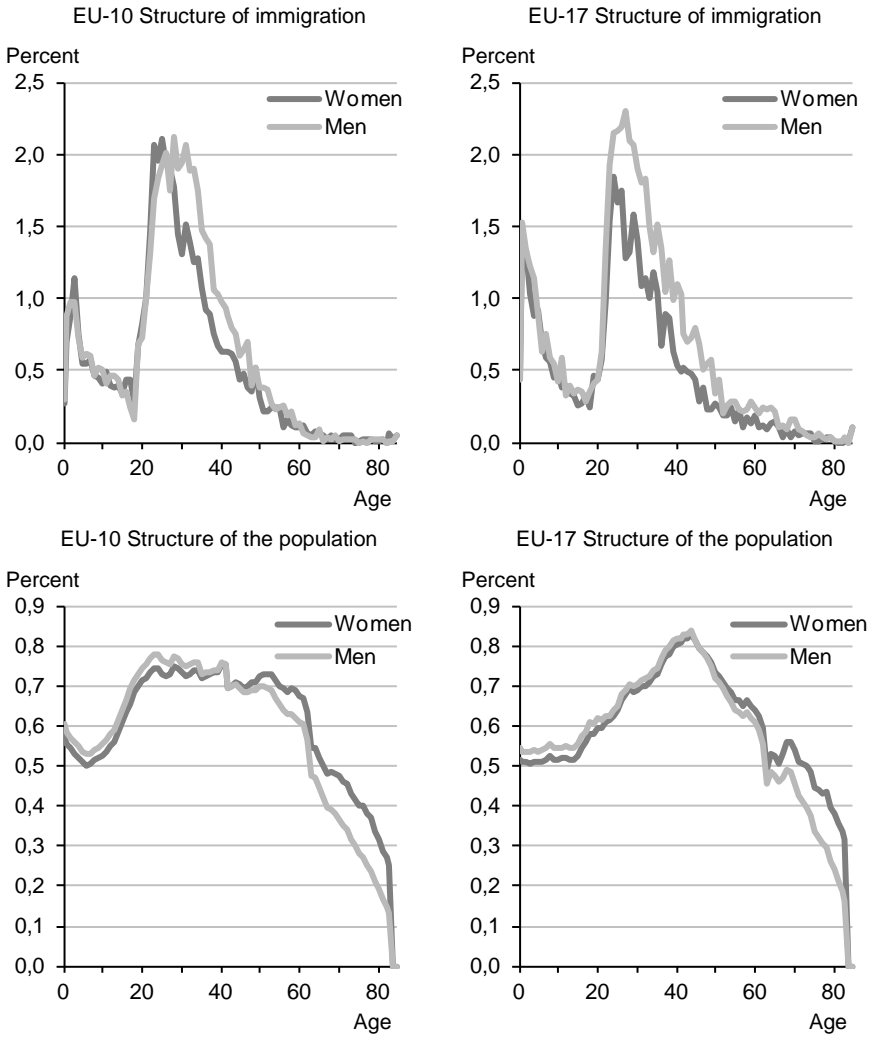 EU-10 Structure of immigration
Percent
2,5
2,0
1,5
1,0
0,5
0,0
0 20 40 60 80
Age
Women
Men
EU-17 Structure of immigration
Percent
2,5
2,0
1,5
1,0
0,5
0,0
0 20 40 60 80
Age
Women
Men
EU-10 Structure of the population
Percent
0,9
0,8
0,7
0,6
0,5
0,4
0,3
0,2
0,1
0,0
0 20 40 60 80
Age
Women
Men
EU-17 Structure of the population
Percent
0,9
0,8
0,7
0,6
0,5
0,4
0,3
0,2
0,1
0,0
0 20 40 60 80
Age
Women
Men